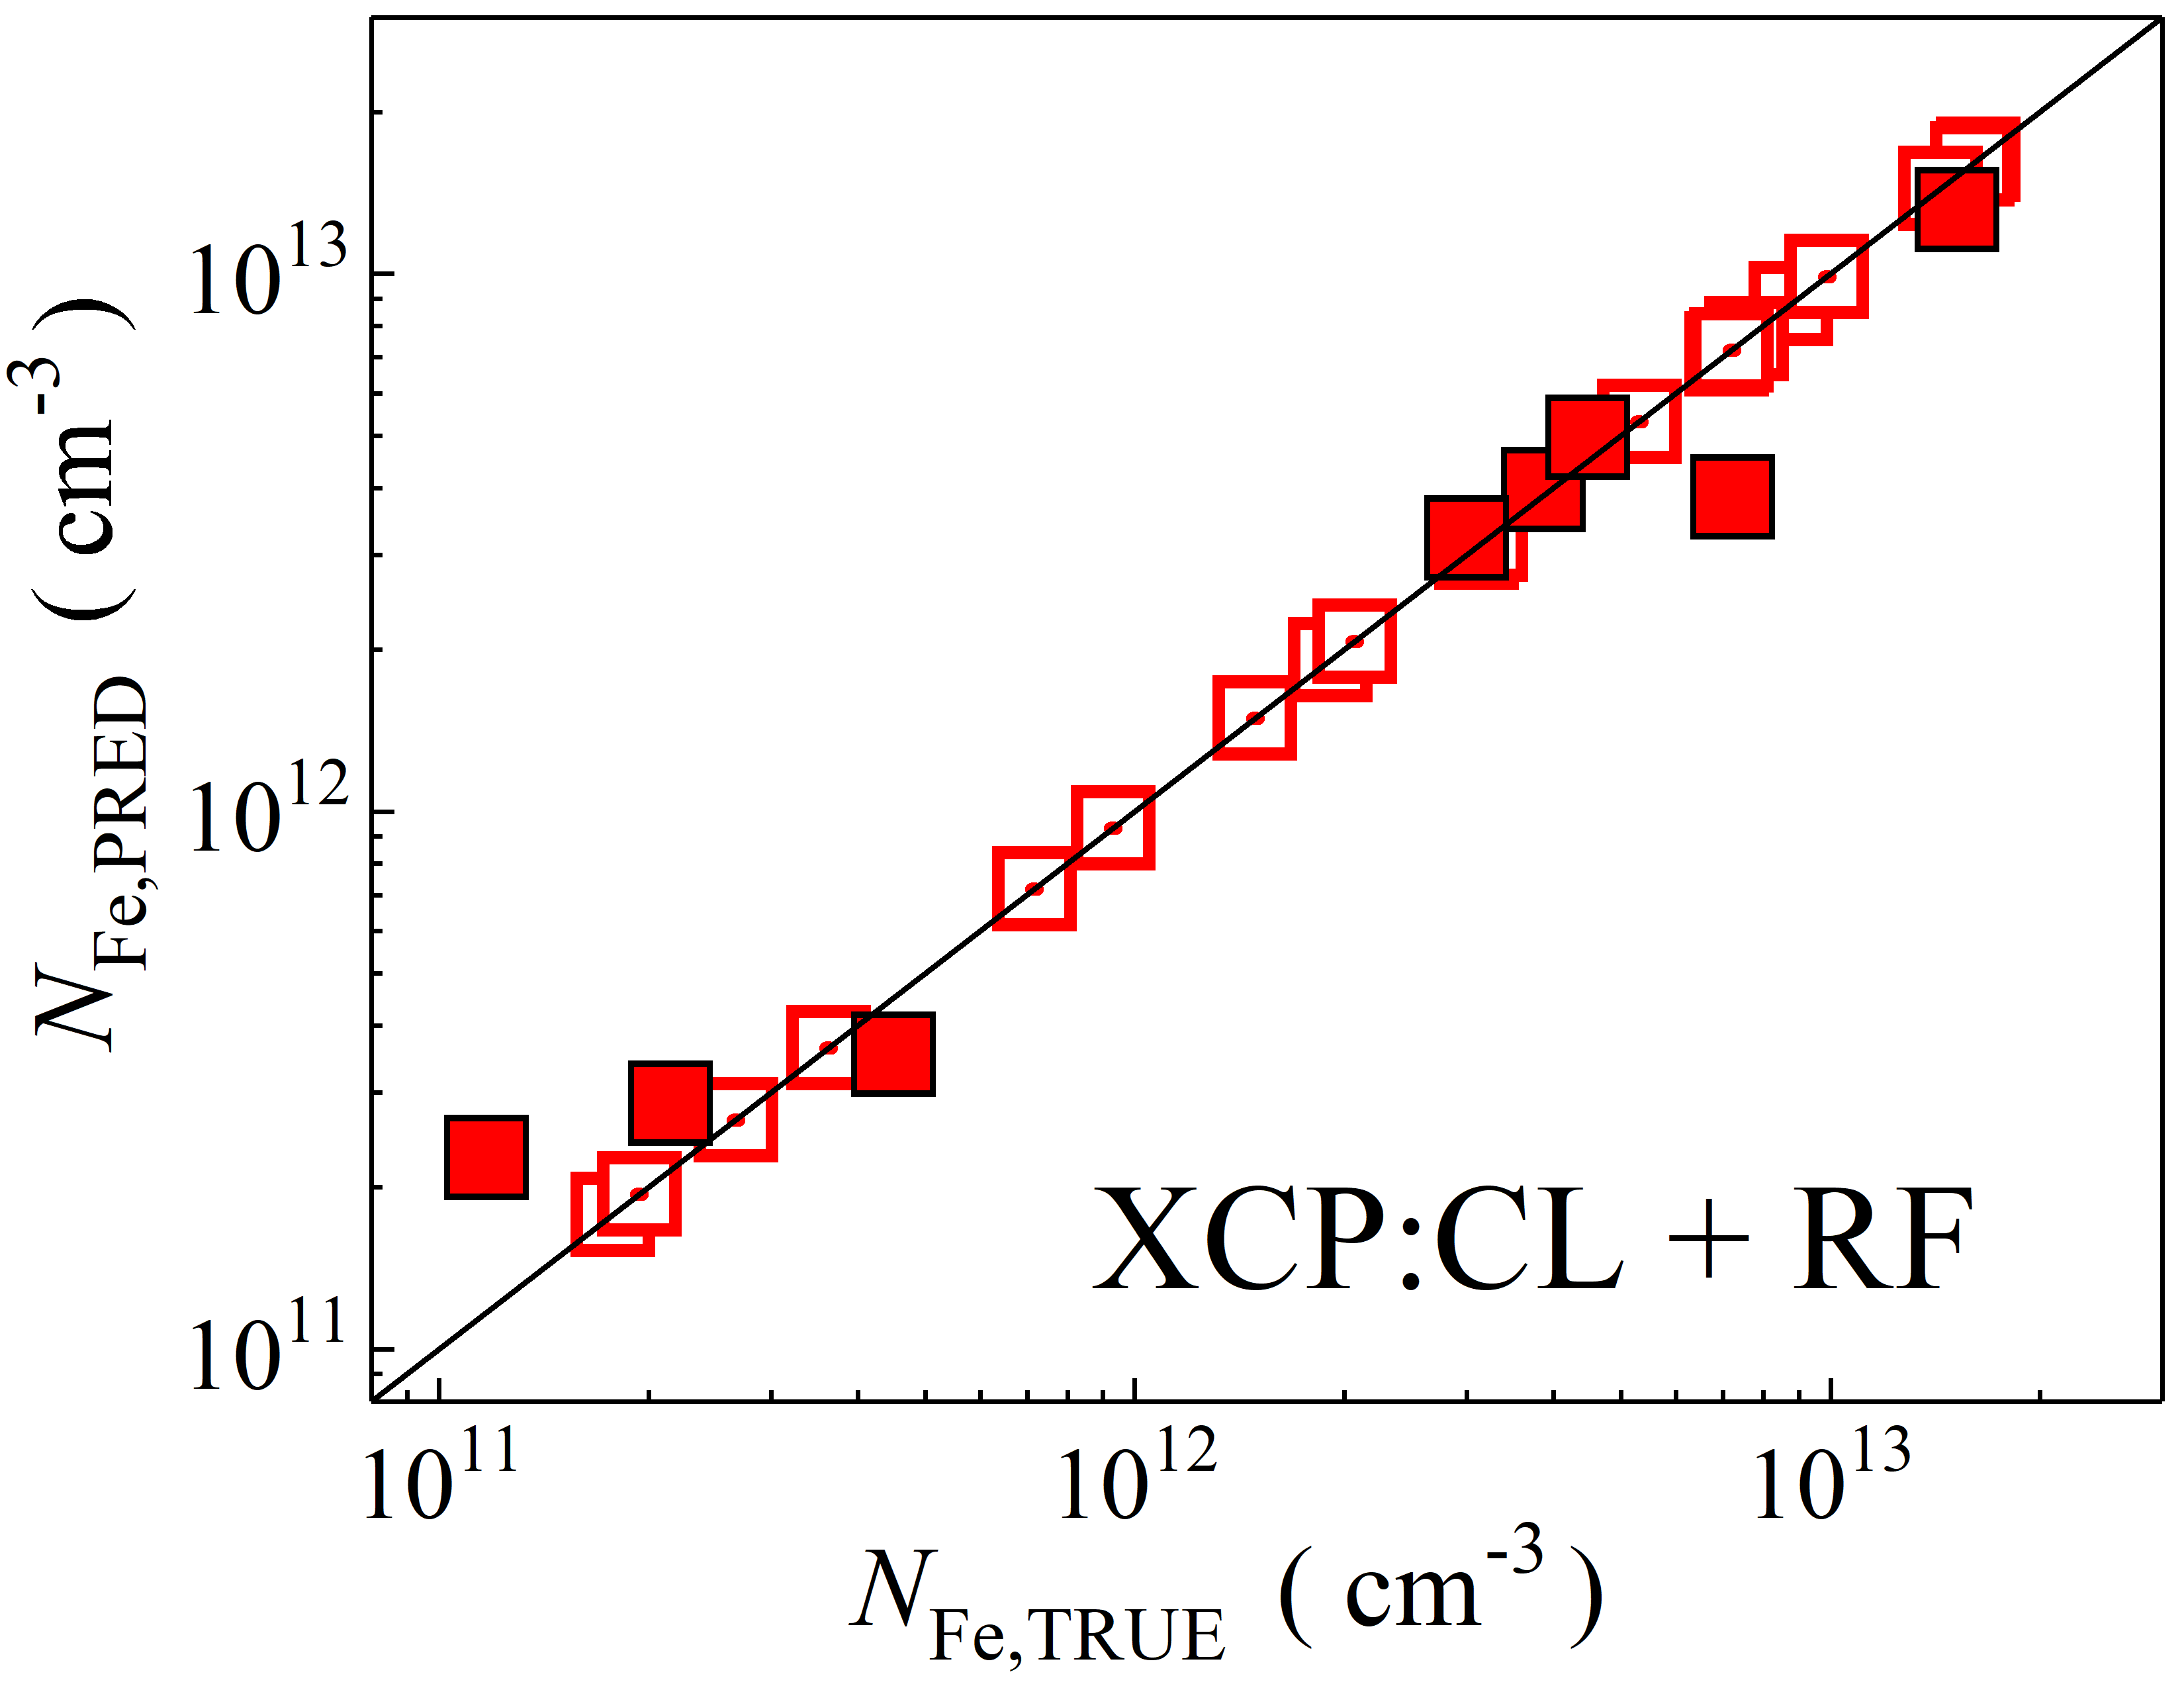 10^13
10^12
10^11
N_Fe,PRED ( cm^-3 )
XCP:CL + RF
10^11 10^12 10^13
N_Fe,TRUE ( cm^-3 )